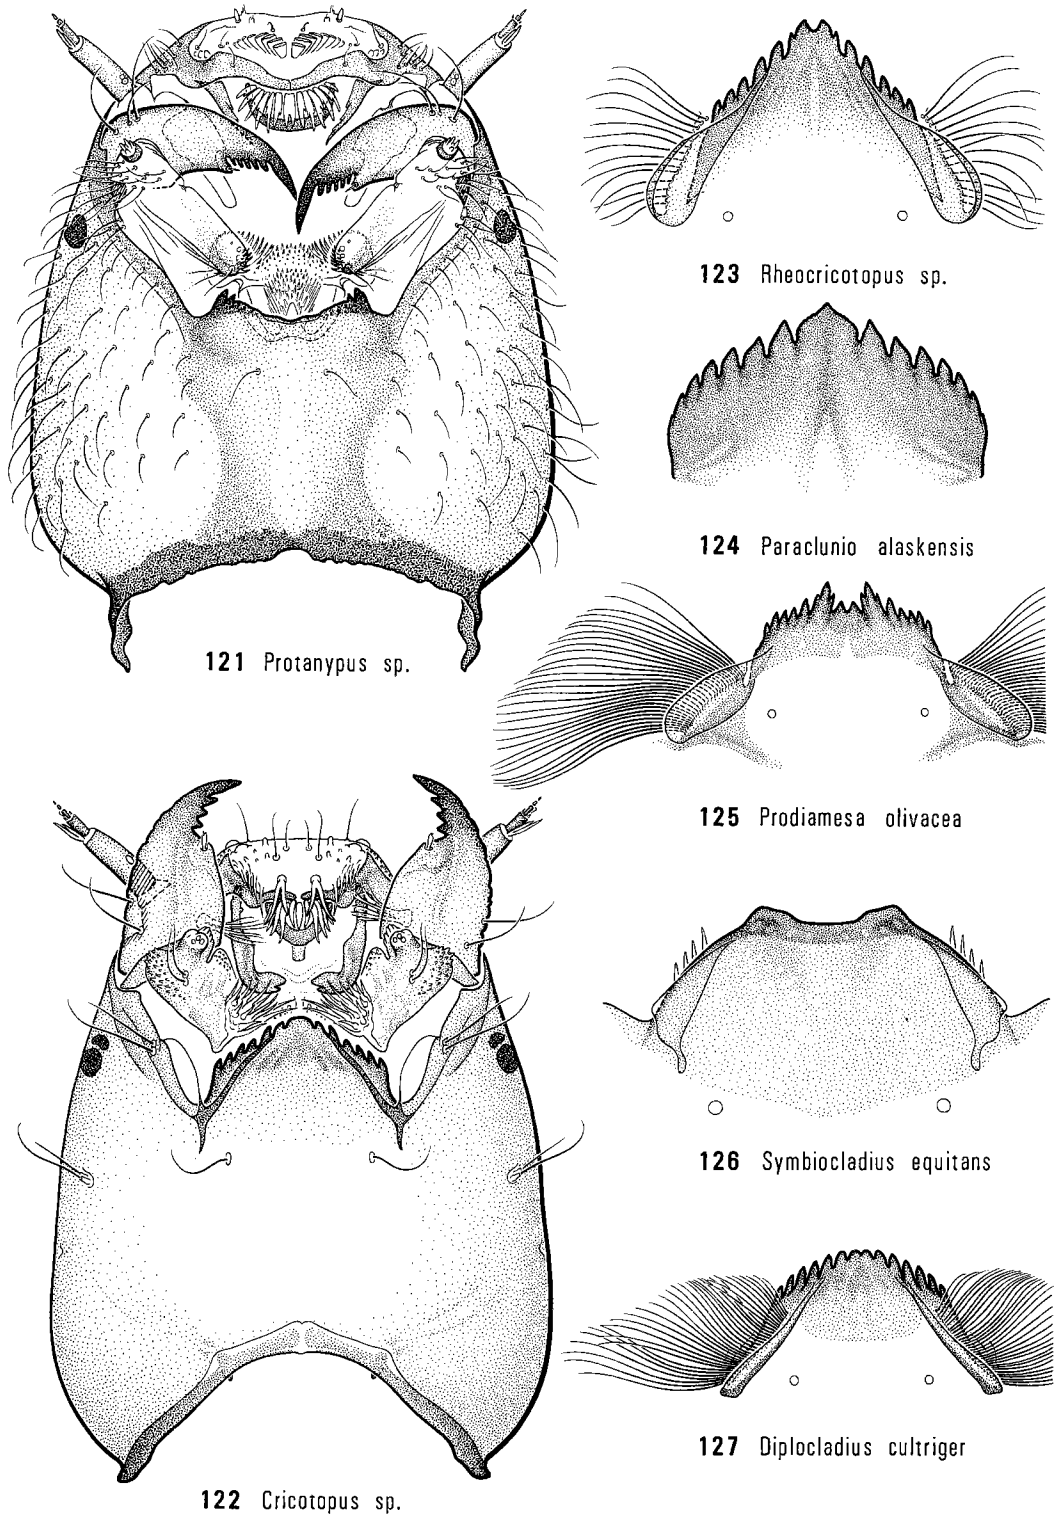 121 Protanypus sp.
122 Cricotopus sp.
123 Rheocricotopus sp.
124 Paraclunio alaskensis
125 Prodiamesa olivacea
126 Symbiocladius equitans
127 Diplocladius cultriger